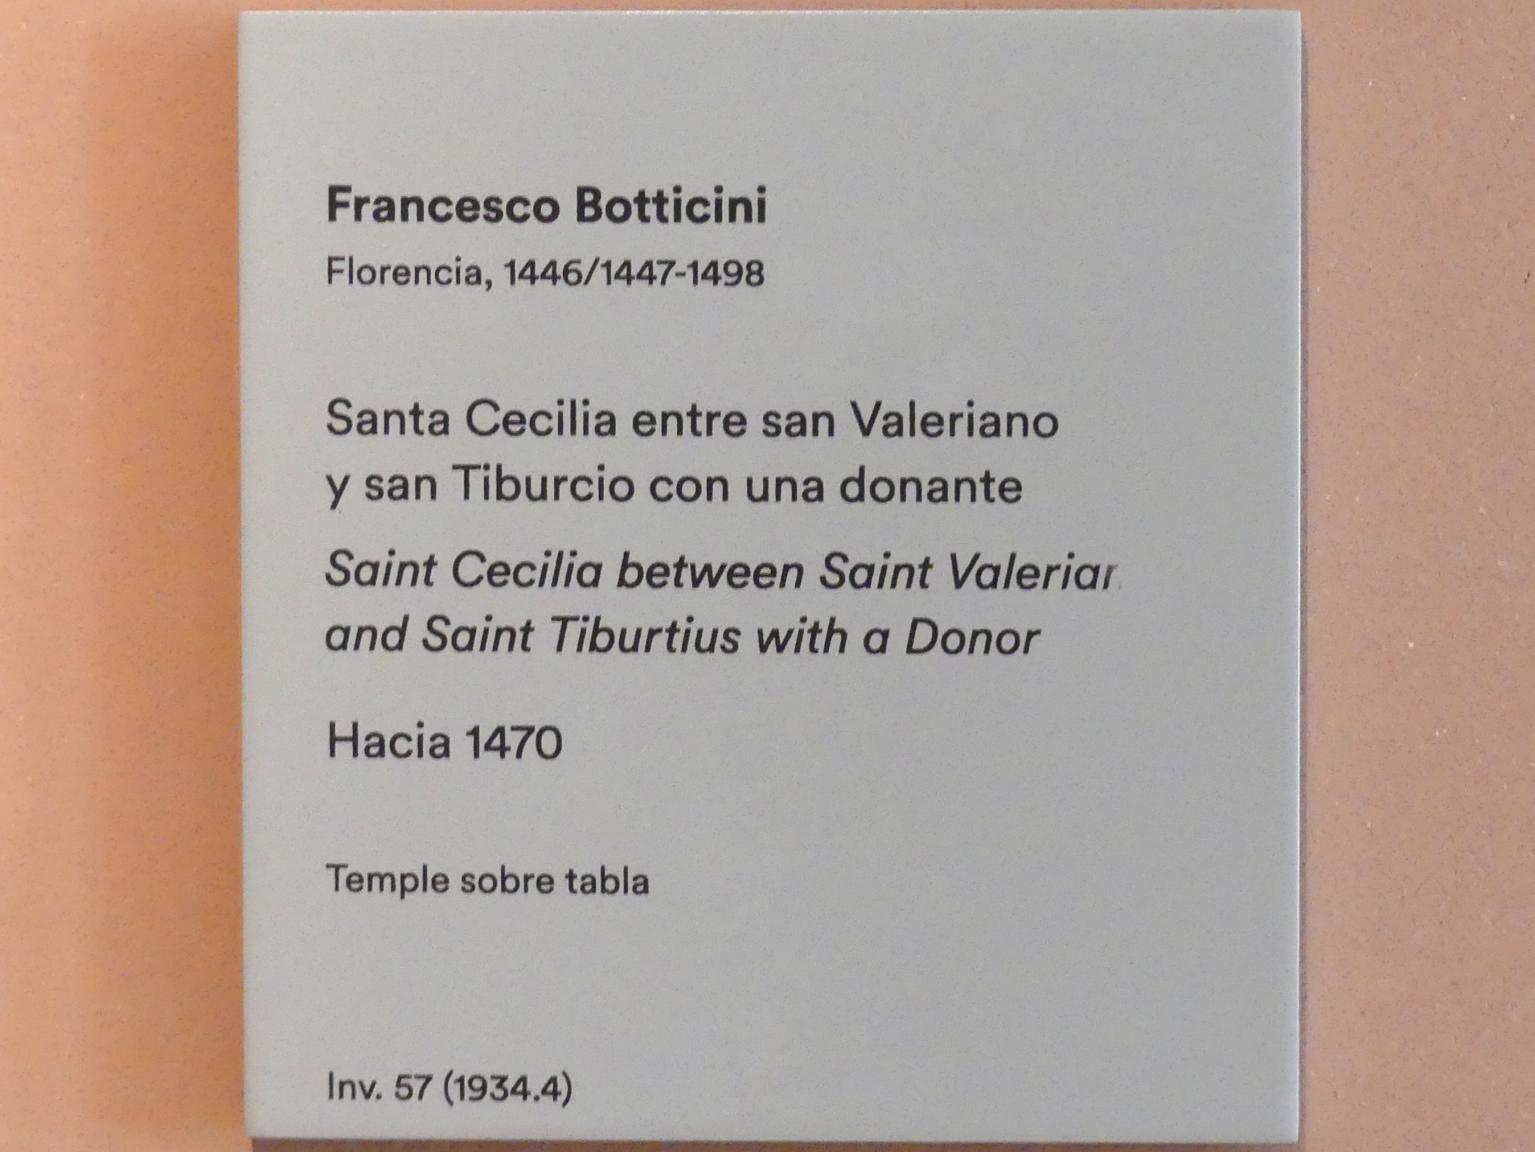 Francesco Botticini
Florencia, 1446/1447-1498
Santa Cecilia entre san Valeriano
y san Tiburcio con una donante
Saint Cecilia between Saint Valeriar
and Saint Tiburtius with a Donor
Hacia 1470
Temple sobre tabla
Inv. 57 (1934.4)